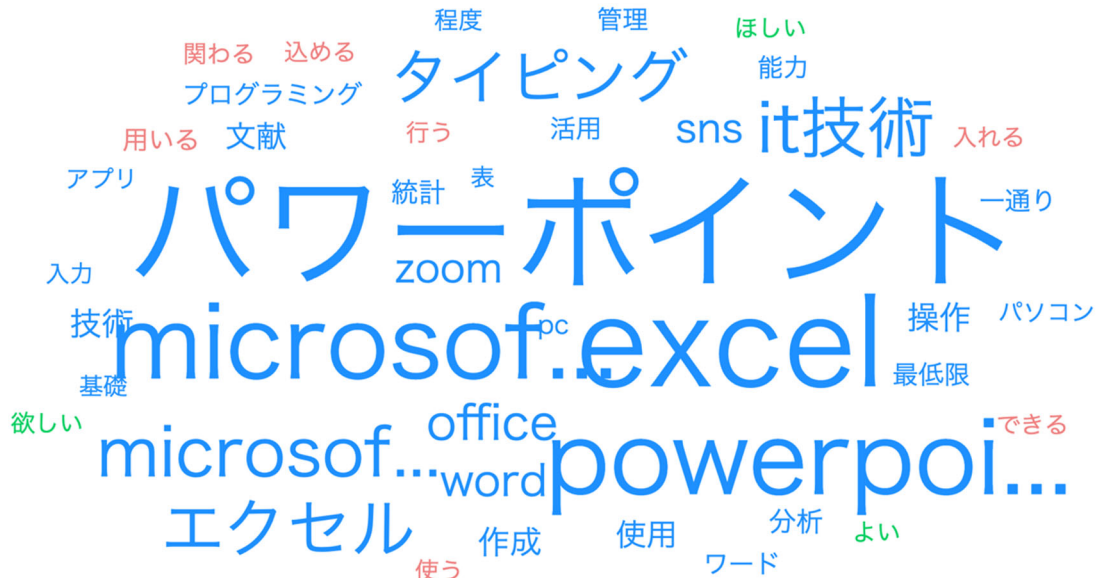 程度
管理
ほしい
関わる
込める
タイピング
能力
プログラミング
用いる
文献
行う
活用
sns
it技術
入れる
アプリ
統計
表
一通り
パワーポイント
入力
zoom
技術
microsof...
pc
excel
操作
パソコン
基礎
最低限
欲しい
office
できる
microsof...
word
powerpoi...
エクセル
作成
使用
分析
よい
使う
ワード